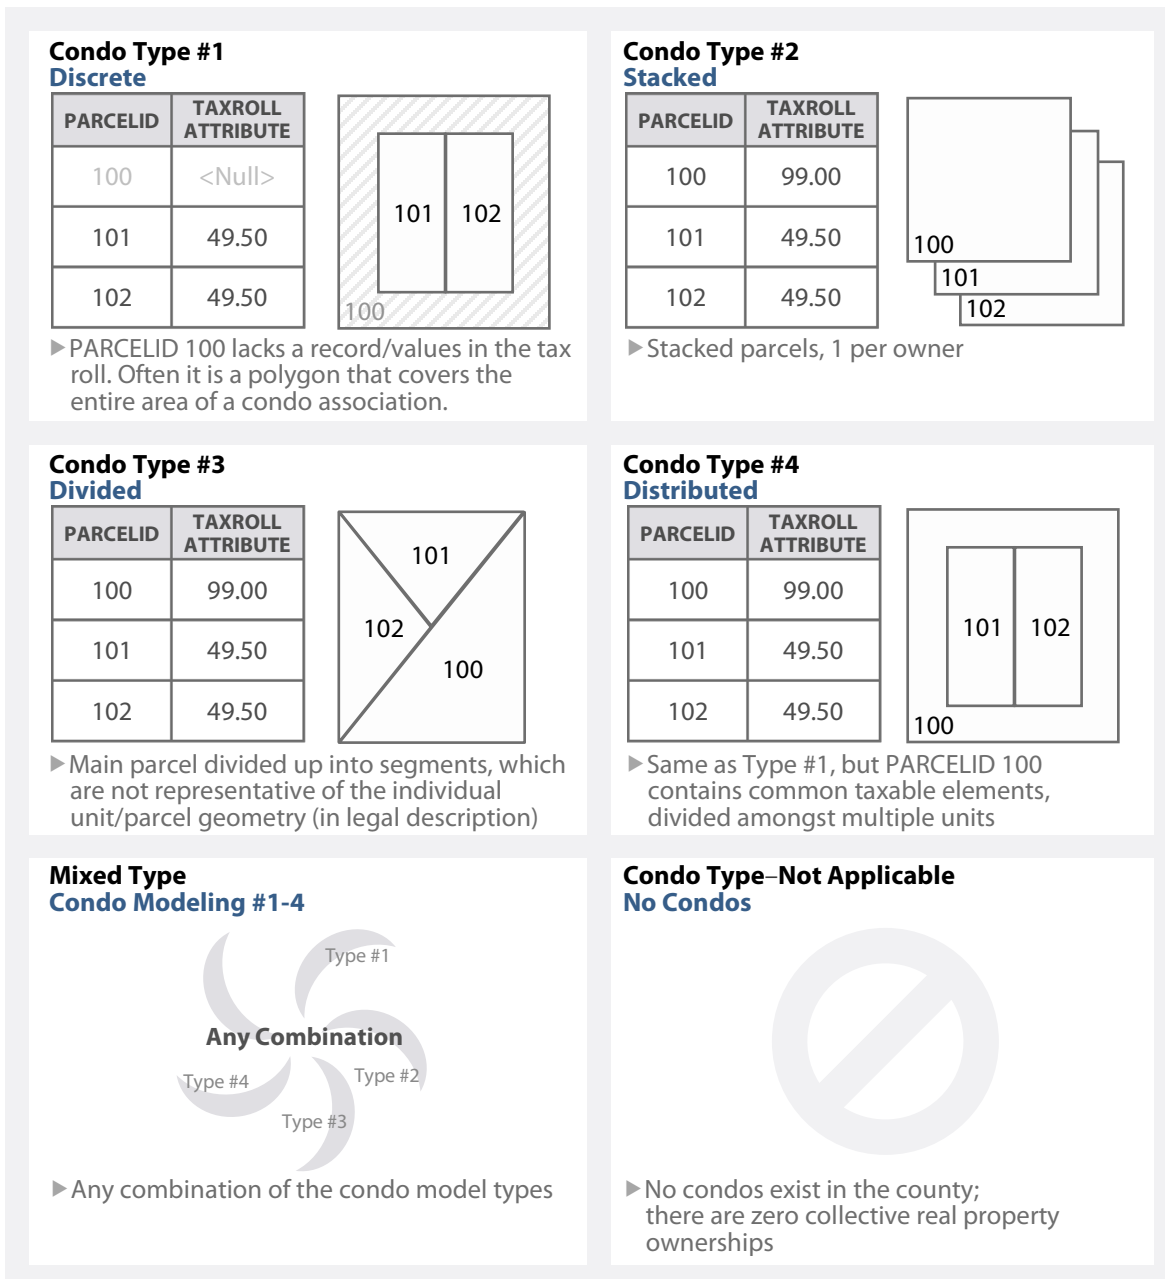 Condo Type #1
Discrete
PARCELID
TAXROLL
ATTRIBUTE
100 <Null>
101 49.50
102 49.50
101 102
100
▶PARCELID 100 lacks a record/values in the tax
roll. Often it is a polygon that covers the
entire area of a condo association.
Condo Type #2
Stacked
PARCELID
TAXROLL
ATTRIBUTE
100 99.00
101 49.50
102 49.50
100
101
102
▶Stacked parcels, 1 per owner
Condo Type #3
Divided
PARCELID
TAXROLL
ATTRIBUTE
100 99.00
101 49.50
102 49.50
101
102
100
▶Main parcel divided up into segments, which
are not representative of the individual
unit/parcel geometry (in legal description)
Condo Type #4
Distributed
PARCELID
TAXROLL
ATTRIBUTE
100 99.00
101 49.50
102 49.50
101 102
100
▶Same as Type #1, but PARCELID 100
contains common taxable elements,
divided amongst multiple units
Mixed Type
Condo Modeling #1-4
Type #1
Any Combination
Type #2
Type #4
Type #3
▶Any combination of the condo model types
Condo Type–Not Applicable
No Condos
▶No condos exist in the county;
there are zero collective real property
ownerships